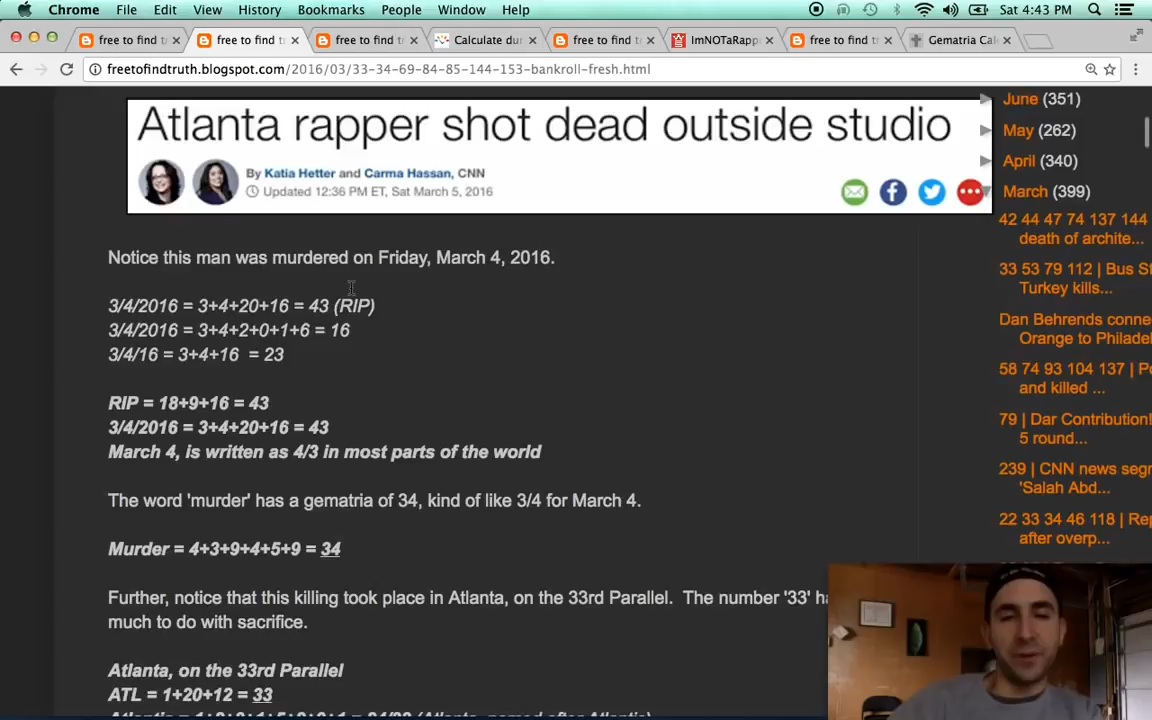 Chrome File Edit View History Bookmarks People Window Help Sat 4:43 PM
free to find t
free to find t
free to find t
Calculate du
free to find t
ImNOTaRapp
free to find t
Gematria Cal
freetofindtruth.blogspot.com/2016/03/33-34-69-84-85-144-153-bankroll-fresh.html
Atlanta rapper shot dead outside studio
By Katia Hetter and Carma Hassan, CNN
Updated 12:36 PM ET, Sat March 5, 2016
Notice this man was murdered on Friday, March 4, 2016.
3/4/2016 = 3+4+20+16 = 43 (RIP)
3/4/2016 = 3+4+2+0+1+6 = 16
3/4/16 = 3+4+16 = 23
RIP = 18+9+16 = 43
3/4/2016 = 3+4+20+16 = 43
March 4, is written as 4/3 in most parts of the world
The word 'murder' has a gematria of 34, kind of like 3/4 for March 4.
Murder = 4+3+9+4+5+9 = 34
Further, notice that this killing took place in Atlanta, on the 33rd Parallel. The number '33' ha
much to do with sacrifice.
Atlanta, on the 33rd Parallel
ATL = 1+20+12 = 33
June (351)
May (262)
April (340)
March (399)
42 44 47 74 137 144
death of archite...
33 53 79 112 | Bus St
Turkey kills...
Dan Behrends conne
Orange to Philadel
58 74 93 104 137 | Po
and killed ...
79 | Dar Contribution!
5 round...
239 | CNN news segr
'Salah Abd...
22 33 34 46 118 | Rep
after overp...